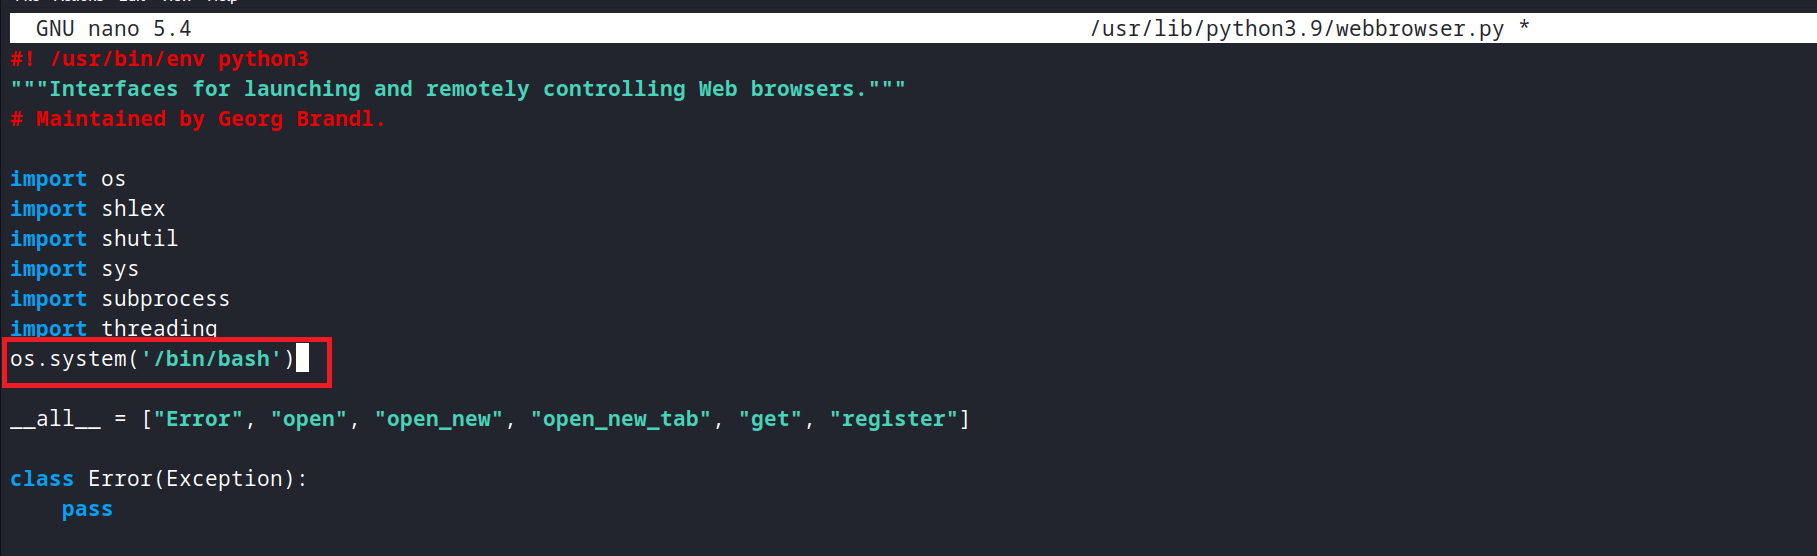 GNU nano 5.4 /usr/lib/python3.9/webbrowser.py *
#! /usr/bin/env python3
"""Interfaces for launching and remotely controlling Web browsers."""
# Maintained by Georg Brandl.
import os
import shlex
import shutil
import sys
import subprocess
import threading
os.system('/bin/bash')
__all__ = ["Error", "open", "open_new", "open_new_tab", "get", "register"]
class Error(Exception):
    pass